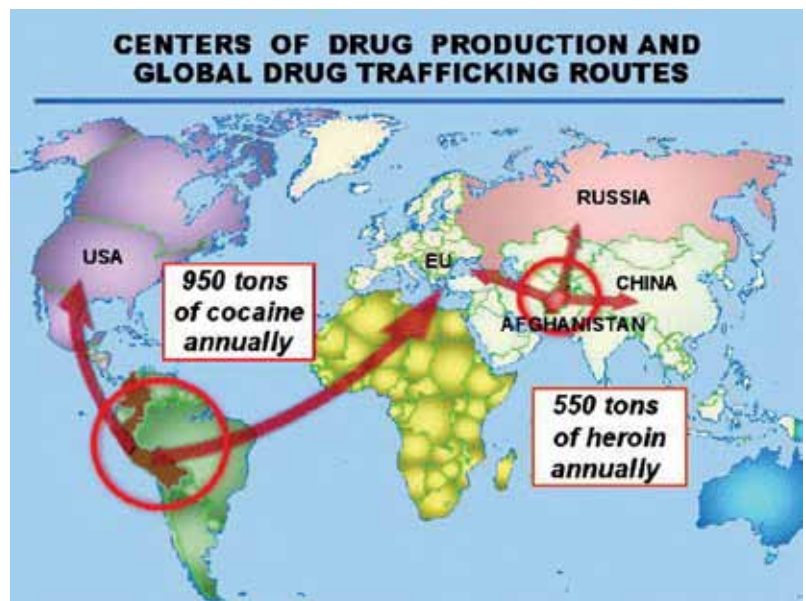 CENTERS OF DRUG PRODUCTION AND
GLOBAL DRUG TRAFFICKING ROUTES
RUSSIA
USA
EU
CHINA
950 tons
of cocaine
annually
AFGHANISTAN
550 tons
of heroin
annually